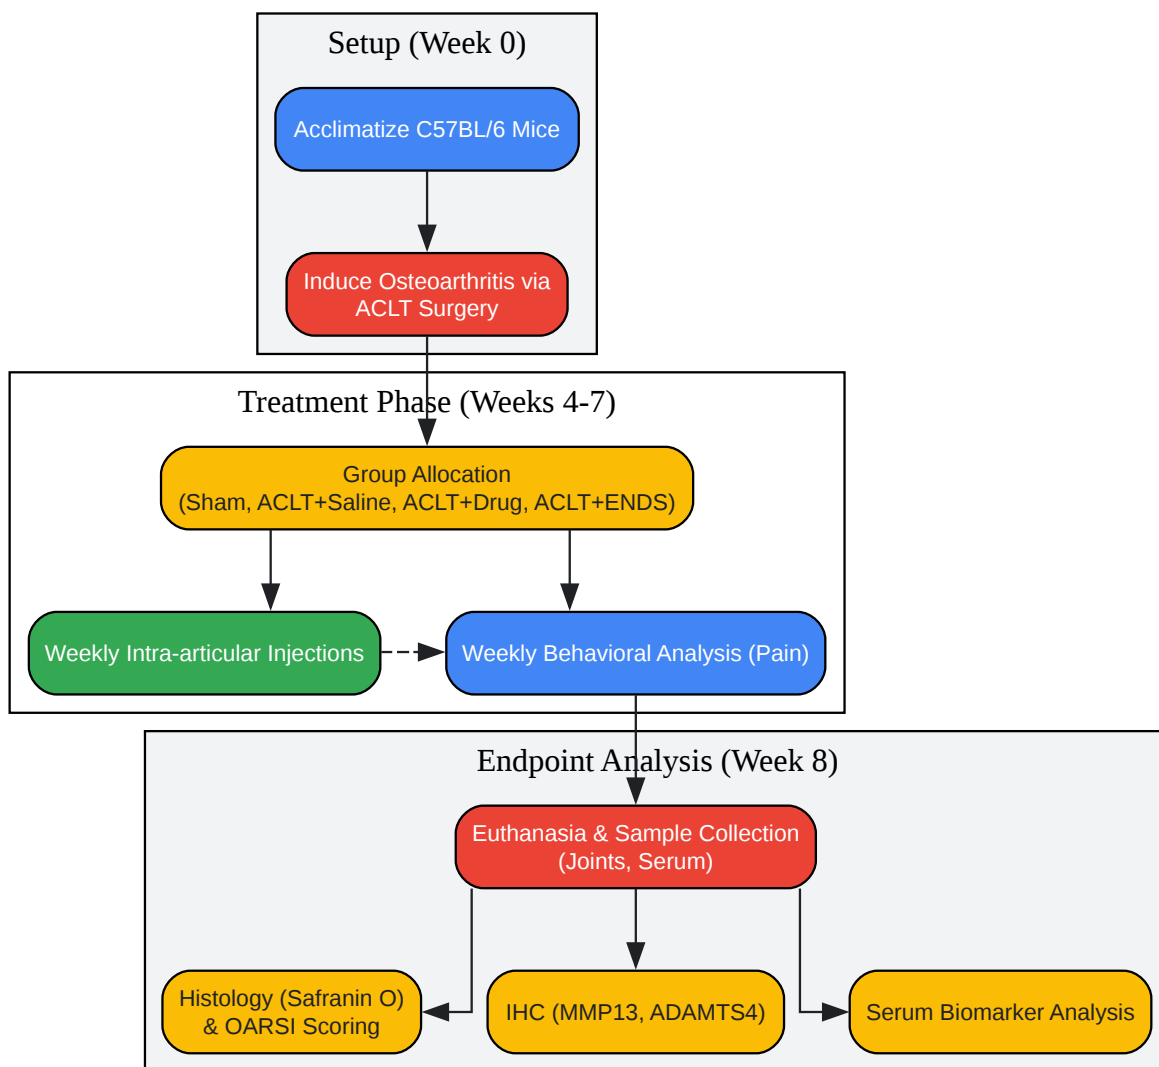 Setup (Week 0)
Acclimatize C57BL/6 Mice
Induce Osteoarthritis via
ACLT Surgery
Treatment Phase (Weeks 4-7)
Group Allocation
(Sham, ACLT+Saline, ACLT+Drug, ACLT+ENDS)
Weekly Intra-articular Injections
Weekly Behavioral Analysis (Pain)
Endpoint Analysis (Week 8)
Euthanasia & Sample Collection
(Joints, Serum)
Histology (Safranin O)
& OARSI Scoring
IHC (MMP13, ADAMTS4)
Serum Biomarker Analysis